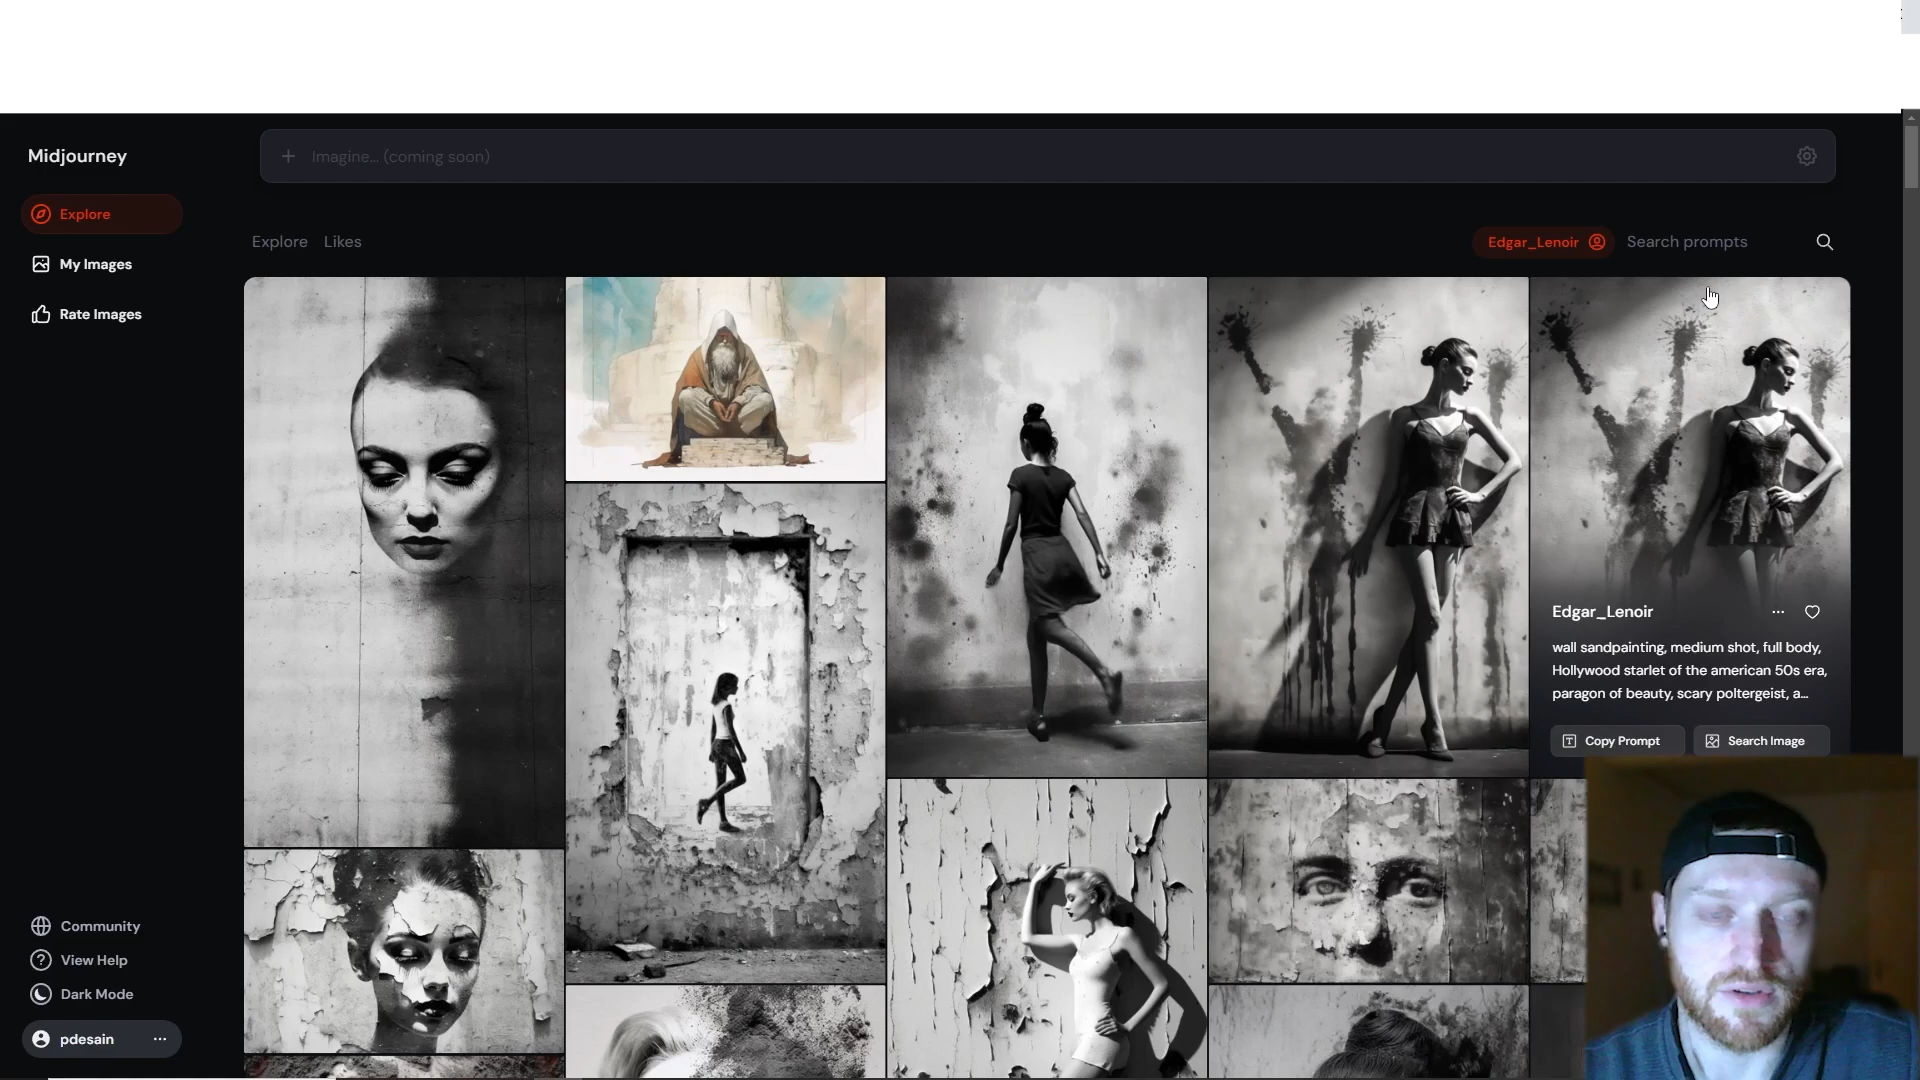 Midjourney
Imagine... (coming soon)
Explore
My Images
Rate Images
Explore Likes
Edgar_Lenoir
Search prompts
Edgar_Lenoir
wall sandpainting, medium shot, full body,
Hollywood starlet of the american 50s era,
paragon of beauty, scary poltergeist, a...
Copy Prompt
Search Image
Community
View Help
Dark Mode
pdesain